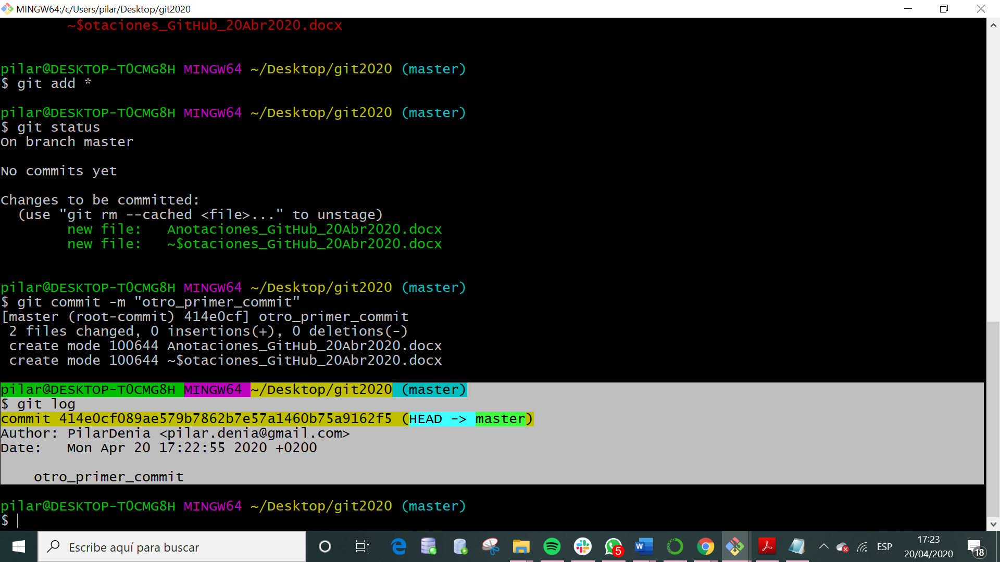 MINGW64:/c/Users/pilar/Desktop/git2020
~$otaciones_GitHub_20Abr2020.docx
pilar@DESKTOP-T0CMG8H MINGW64 ~/Desktop/git2020 (master)
$ git add *
pilar@DESKTOP-T0CMG8H MINGW64 ~/Desktop/git2020 (master)
$ git status
On branch master
No commits yet
Changes to be committed:
(use "git rm --cached <file>..." to unstage)
new file:   Anotaciones_GitHub_20Abr2020.docx
new file:   ~$otaciones_GitHub_20Abr2020.docx
pilar@DESKTOP-T0CMG8H MINGW64 ~/Desktop/git2020 (master)
$ git commit -m "otro_primer_commit"
[master (root-commit) 414e0cf] otro_primer_commit
2 files changed, 0 insertions(+), 0 deletions(-)
create mode 100644 Anotaciones_GitHub_20Abr2020.docx
create mode 100644 ~$otaciones_GitHub_20Abr2020.docx
pilar@DESKTOP-T0CMG8H MINGW64 ~/Desktop/git2020 (master)
$ git log
commit 414e0cf089ae579b7862b7e57a1460b75a9162f5 (HEAD -> master)
Author: PilarDenia <pilar.denia@gmail.com>
Date:   Mon Apr 20 17:22:55 2020 +0200
otro_primer_commit
pilar@DESKTOP-T0CMG8H MINGW64 ~/Desktop/git2020 (master)
$
Escribe aquí para buscar
5
W
ESP
17:23
20/04/2020
18